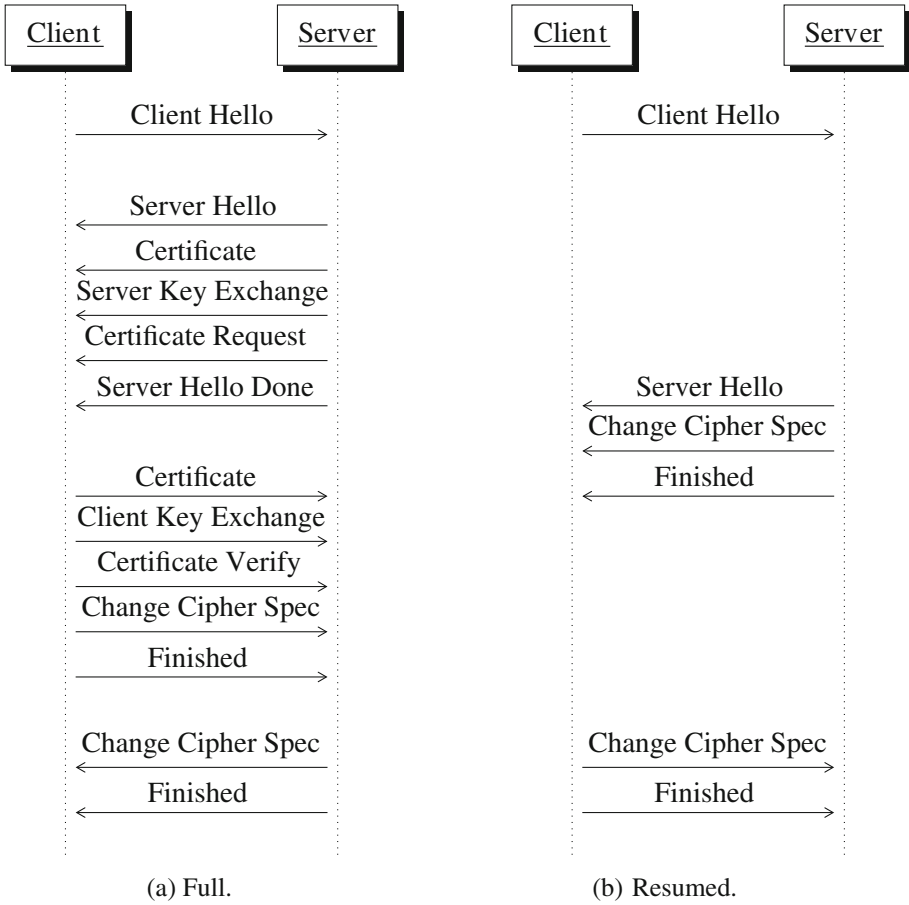 Client
Server
Client Hello
Server Hello
Certificate
Server Key Exchange
Certificate Request
Server Hello Done
Certificate
Client Key Exchange
Certificate Verify
Change Cipher Spec
Finished
Change Cipher Spec
Finished
(a) Full.
Client
Server
Client Hello
Server Hello
Change Cipher Spec
Finished
Change Cipher Spec
Finished
(b) Resumed.